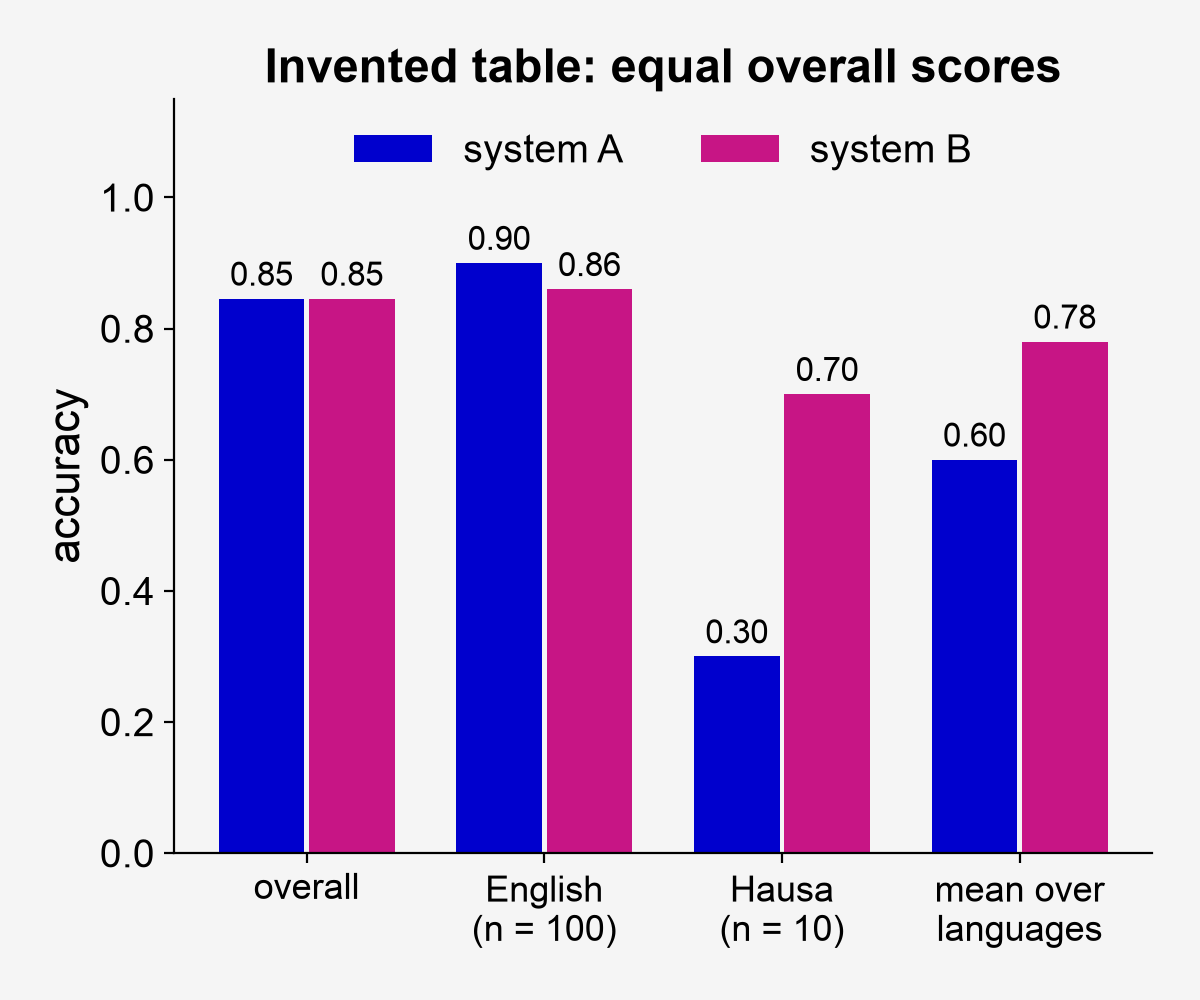 Invented table: equal overall scores
system A
system B
accuracy
1.0
0.8
0.6
0.4
0.2
0.0
0.85
0.85
0.90
0.86
0.30
0.70
0.60
0.78
overall
English
(n = 100)
Hausa
(n = 10)
mean over
languages